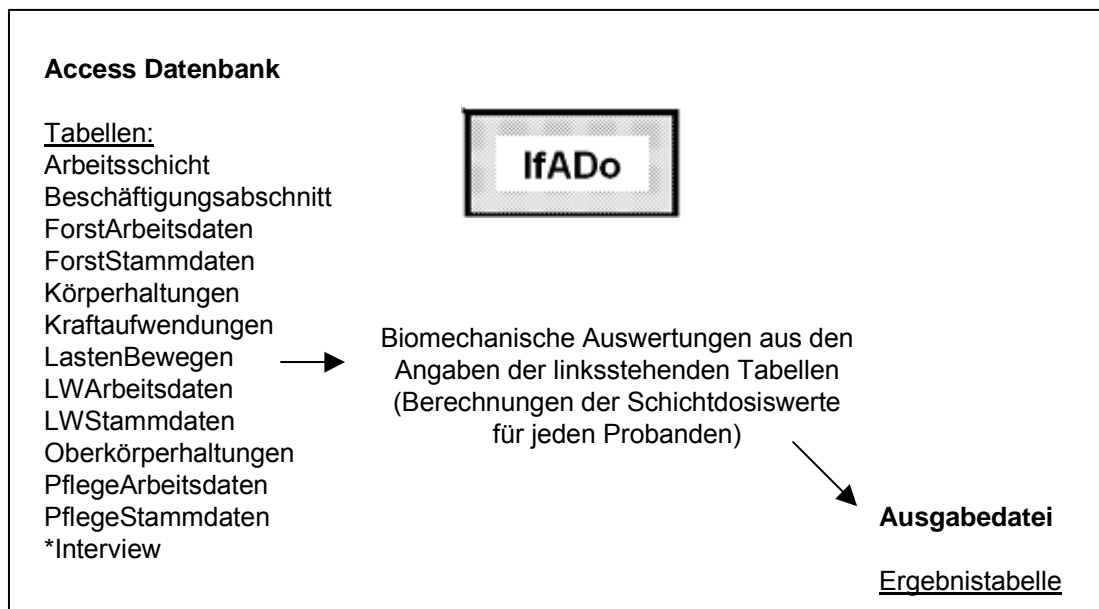 Access Datenbank
Tabellen:
Arbeitsschicht
Beschäftigungsabschnitt
ForstArbeitsdaten
ForstStammdaten
Körperhaltungen
Kraftaufwendungen
LastenBewegen
LWArbeitsdaten
LWStammdaten
Oberkörperhaltungen
PflegeArbeitsdaten
PflegeStammdaten
*Interview
IfADo
Biomechanische Auswertungen aus den
Angaben der linksstehenden Tabellen
(Berechnungen der Schichtdosiswerte
für jeden Probanden)
Ausgabedatei
Ergebnistabelle